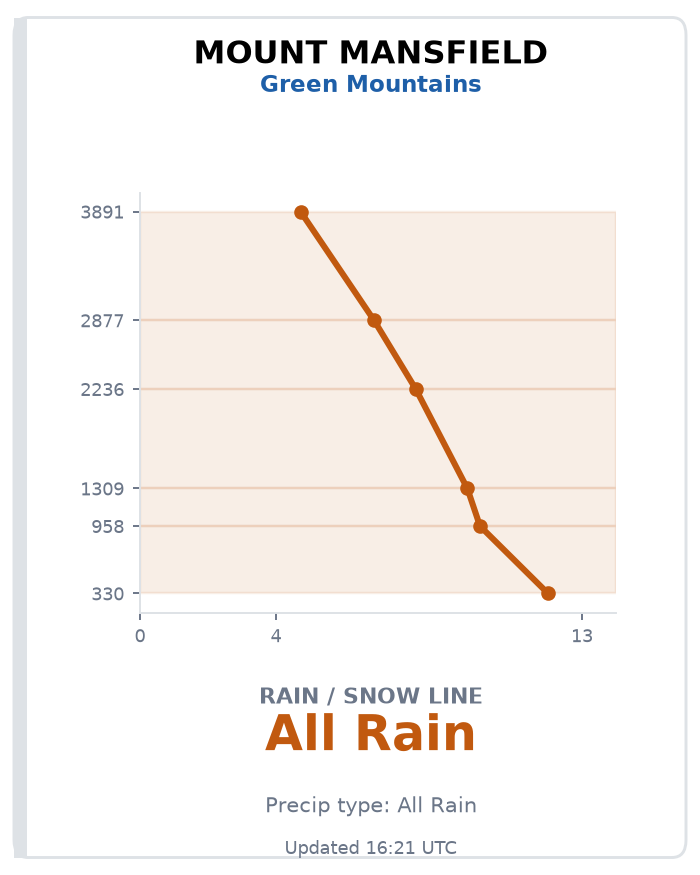 MOUNT MANSFIELD
Green Mountains
3891
2877
2236
1309
958
330
0 4 13
RAIN / SNOW LINE
All Rain
Precip type: All Rain
Updated 16:21 UTC